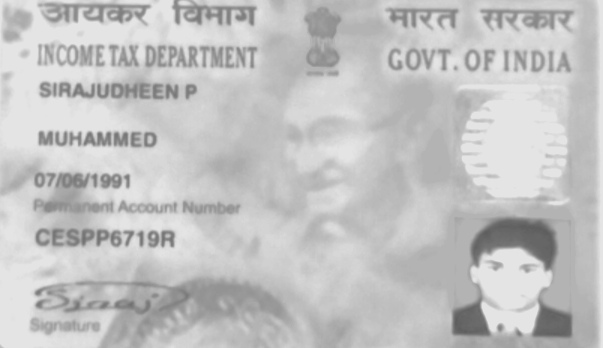 आयकर विभाग
भारत सरकार
INCOME TAX DEPARTMENT
GOVT. OF INDIA
SIRAJUDHEEN P
MUHAMMED
07/06/1991
Permanent Account Number
CESPP6719R
Siraaj
Signature